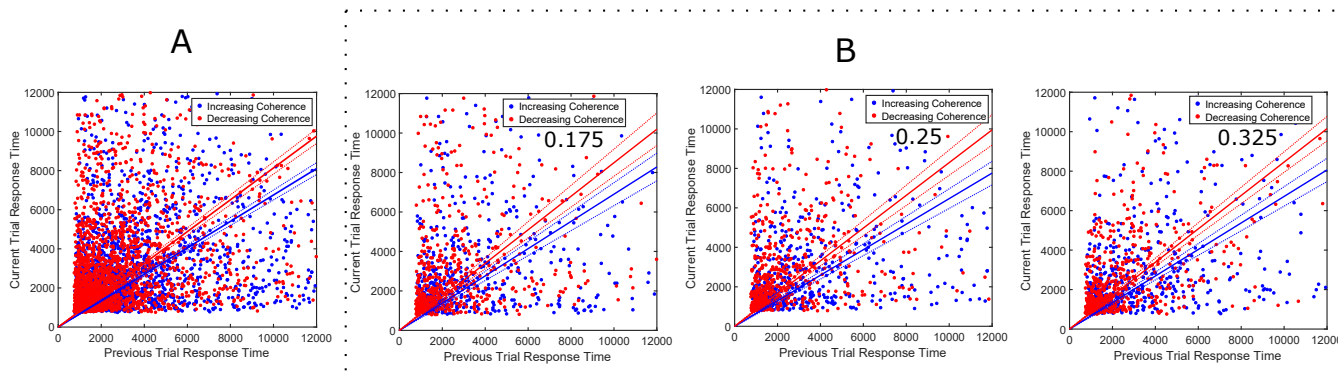 A
B
12000
10000
8000
6000
4000
2000
0
Current Trial Response Time
Increasing Coherence
Decreasing Coherence
0 2000 4000 6000 8000 10000 12000
Previous Trial Response Time
12000
10000
8000
6000
4000
2000
0
Current Trial Response Time
Increasing Coherence
Decreasing Coherence
0.175
0 2000 4000 6000 8000 10000 12000
Previous Trial Response Time
12000
10000
8000
6000
4000
2000
0
Current Trial Response Time
Increasing Coherence
Decreasing Coherence
0.25
0 2000 4000 6000 8000 10000 12000
Previous Trial Response Time
12000
10000
8000
6000
4000
2000
0
Current Trial Response Time
Increasing Coherence
Decreasing Coherence
0.325
0 2000 4000 6000 8000 10000 12000
Previous Trial Response Time